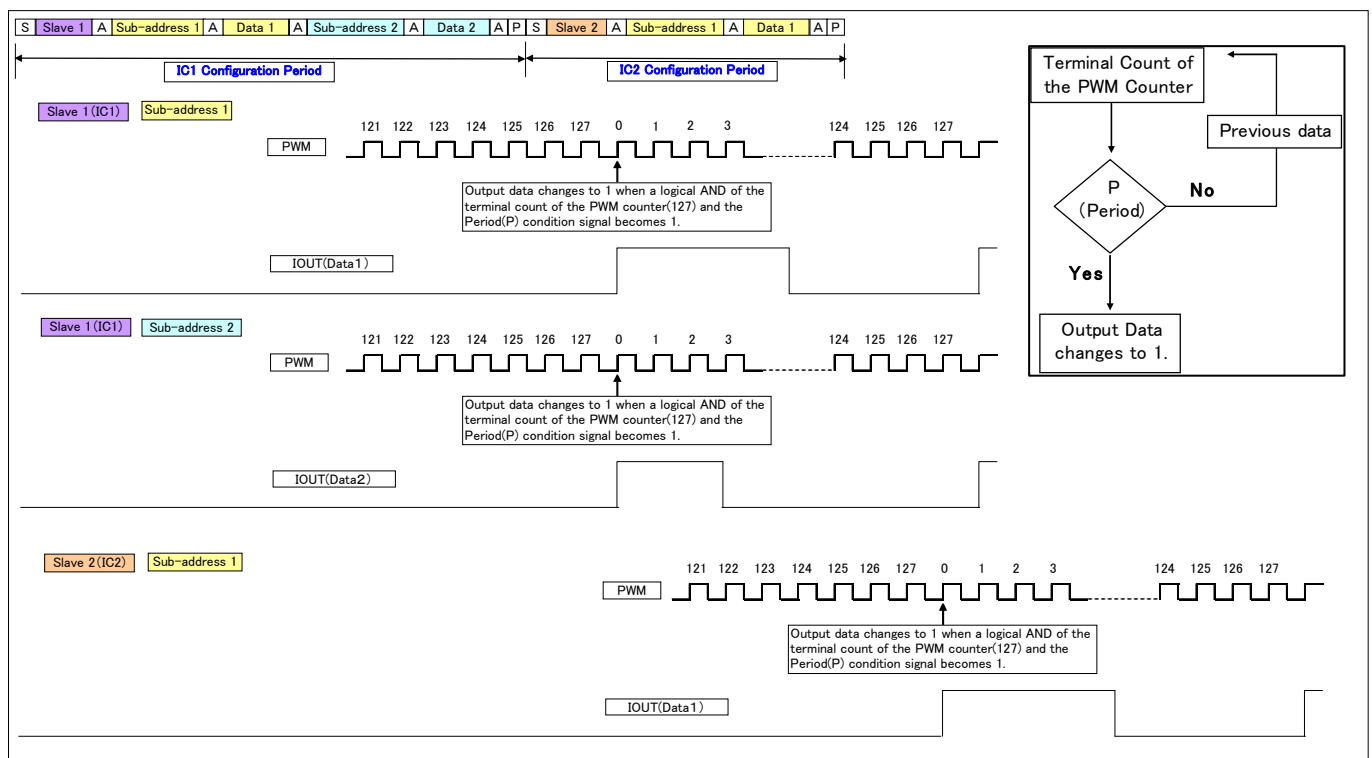 S Slave 1 A Sub-address 1 A Data 1 A Sub-address 2 A Data 2 A P S Slave 2 A Sub-address 1 A Data 1 A P
IC1 Configuration Period
IC2 Configuration Period
Slave 1(IC1) Sub-address 1
121 122 123 124 125 126 127 0 1 2 3 124 125 126 127
PWM
Output data changes to 1 when a logical AND of the
terminal count of the PWM counter(127) and the
Period(P) condition signal becomes 1.
IOUT(Data1)
Slave 1(IC1) Sub-address 2
121 122 123 124 125 126 127 0 1 2 3 124 125 126 127
PWM
Output data changes to 1 when a logical AND of the
terminal count of the PWM counter(127) and the
Period(P) condition signal becomes 1.
IOUT(Data2)
Slave 2(IC2) Sub-address 1
121 122 123 124 125 126 127 0 1 2 3 124 125 126 127
PWM
Output data changes to 1 when a logical AND of the
terminal count of the PWM counter(127) and the
Period(P) condition signal becomes 1.
IOUT(Data1)
Terminal Count of
the PWM Counter
Previous data
P
(Period)
No
Yes
Output Data
changes to 1.